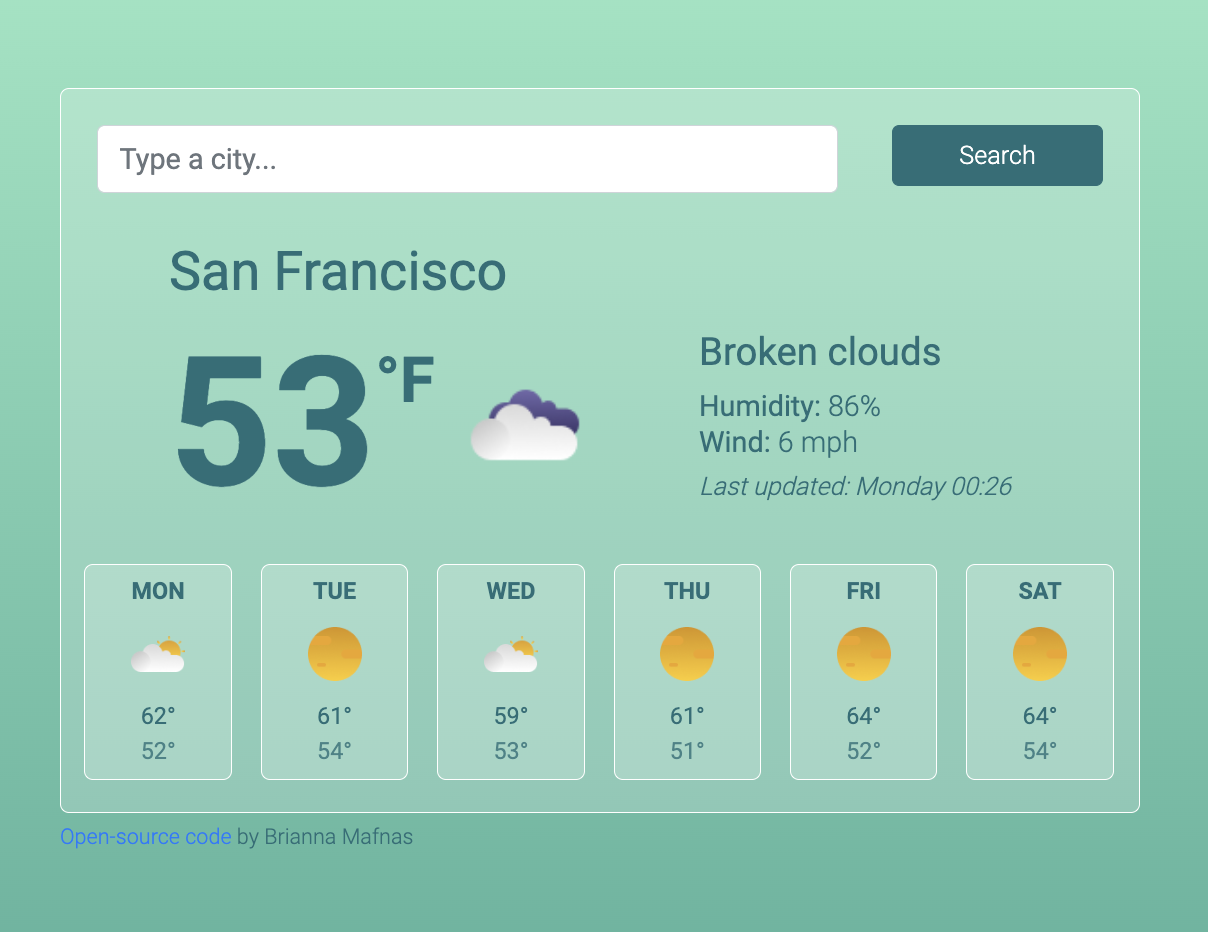 Type a city...
Search
San Francisco
53 °F
Broken clouds
Humidity: 86%
Wind: 6 mph
Last updated: Monday 00:26
MON
62°
52°
TUE
61°
54°
WED
59°
53°
THU
61°
51°
FRI
64°
52°
SAT
64°
54°
Open-source code by Brianna Mafnas